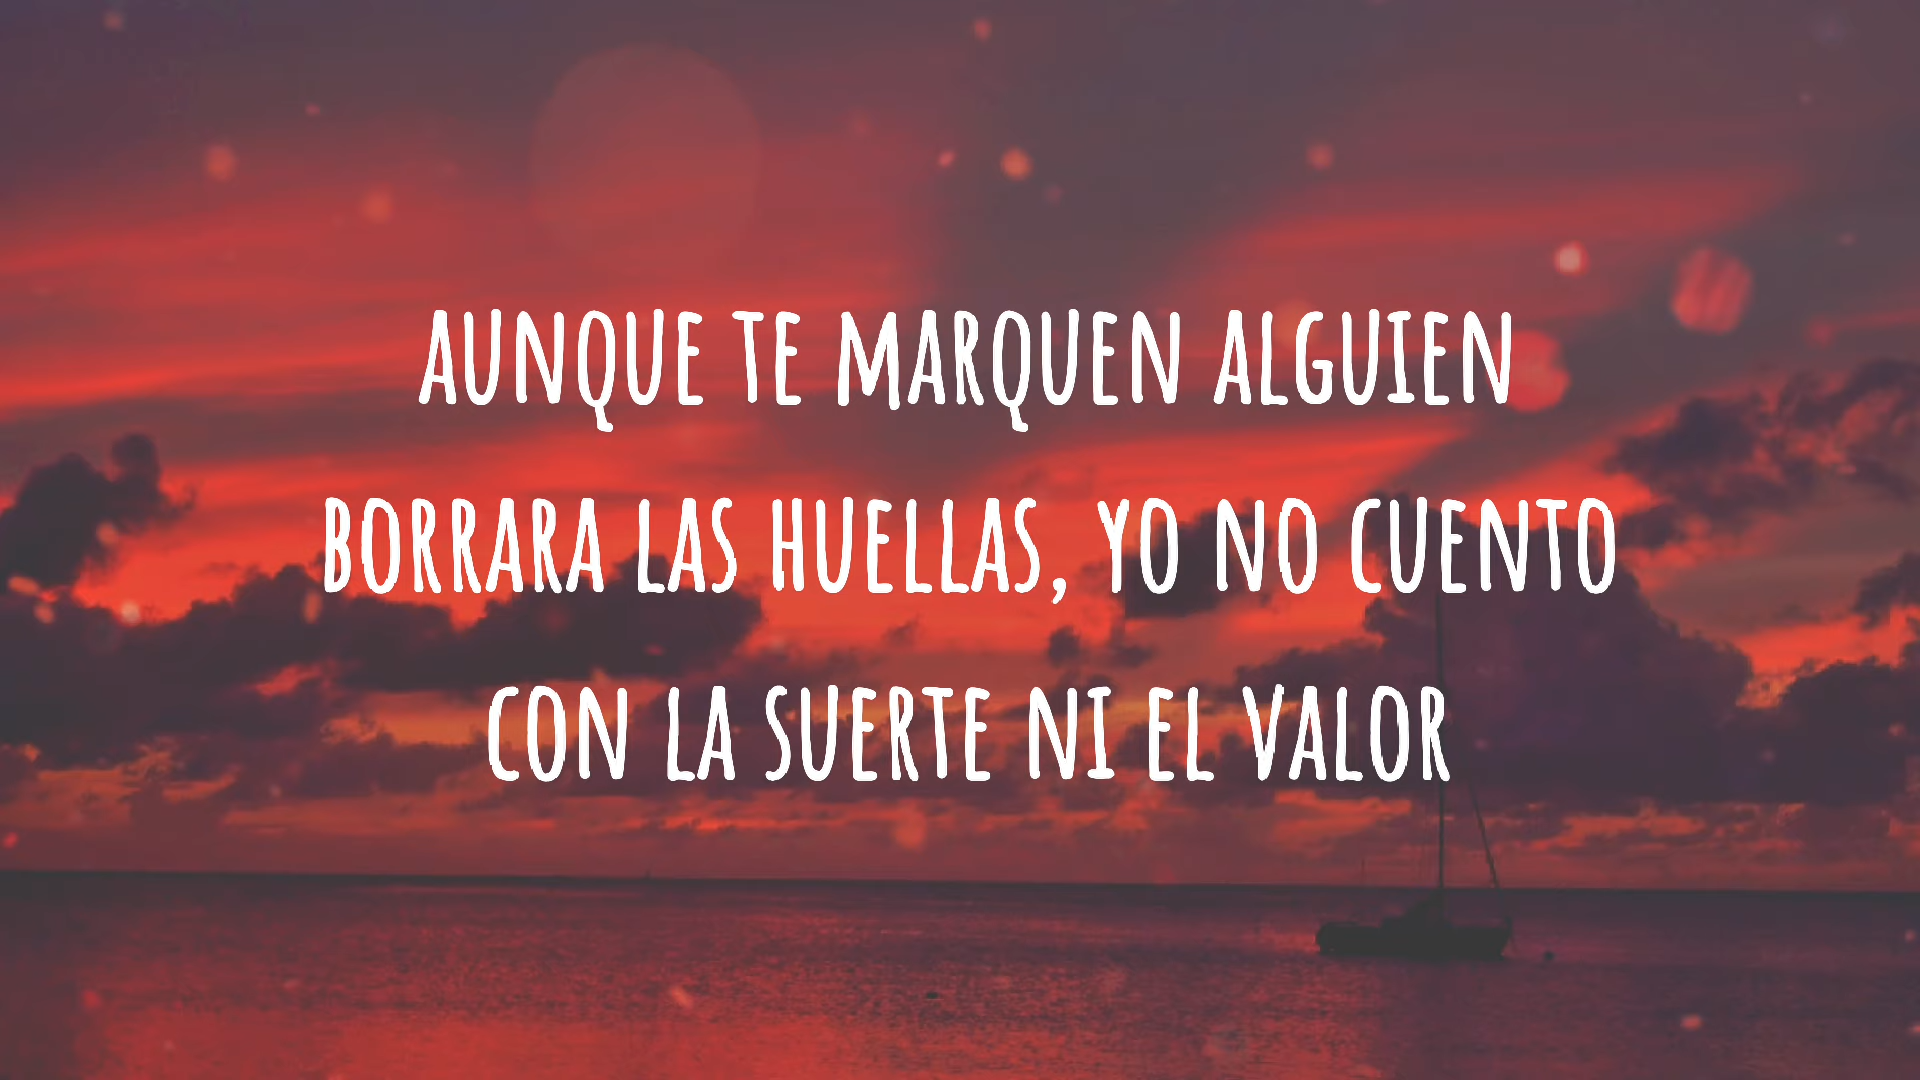 AUNQUE TE MARQUEN ALGUIEN
BORRARA LAS HUELLAS, YO NO CUENTO
CON LA SUERTE NI EL VALOR